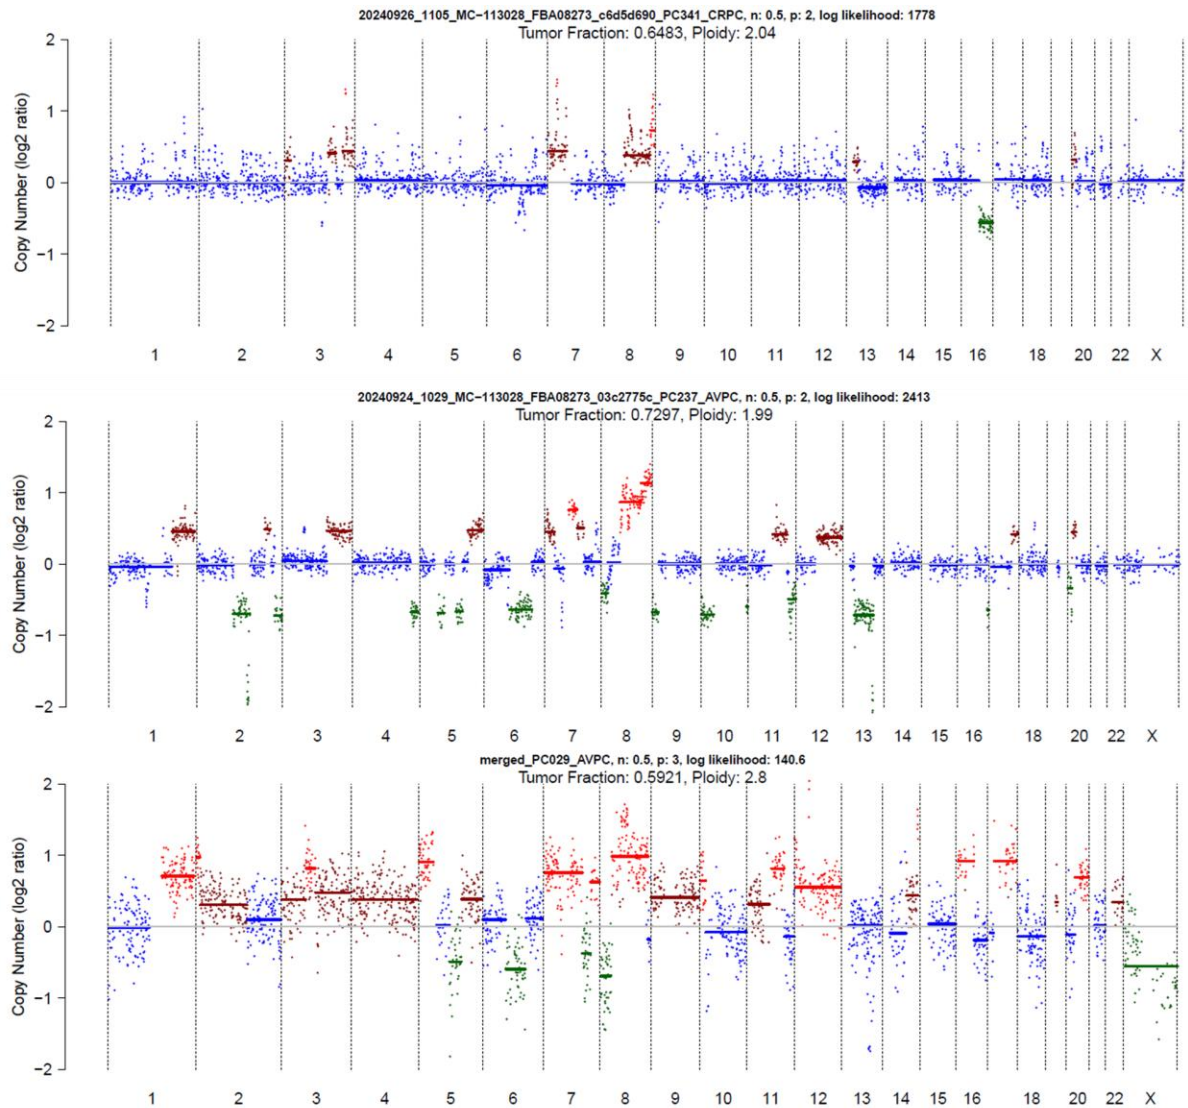 20240926_1105_MC−113028_FBA08273_c6d5d690_PC341_CRPC, n: 0.5, p: 2, log likelihood: 1778
Tumor Fraction: 0.6483, Ploidy: 2.04
Copy Number (log2 ratio)
2
1
0
−1
−2
1 2 3 4 5 6 7 8 9 10 11 12 13 14 15 16 18 20 22 X
20240924_1029_MC−113028_FBA08273_03c2775c_PC237_AVPC, n: 0.5, p: 2, log likelihood: 2413
Tumor Fraction: 0.7297, Ploidy: 1.99
Copy Number (log2 ratio)
2
1
0
−1
−2
1 2 3 4 5 6 7 8 9 10 11 12 13 14 15 16 18 20 22 X
merged_PC029_AVPC, n: 0.5, p: 3, log likelihood: 140.6
Tumor Fraction: 0.5921, Ploidy: 2.8
Copy Number (log2 ratio)
2
1
0
−1
−2
1 2 3 4 5 6 7 8 9 10 11 12 13 14 15 16 18 20 22 X